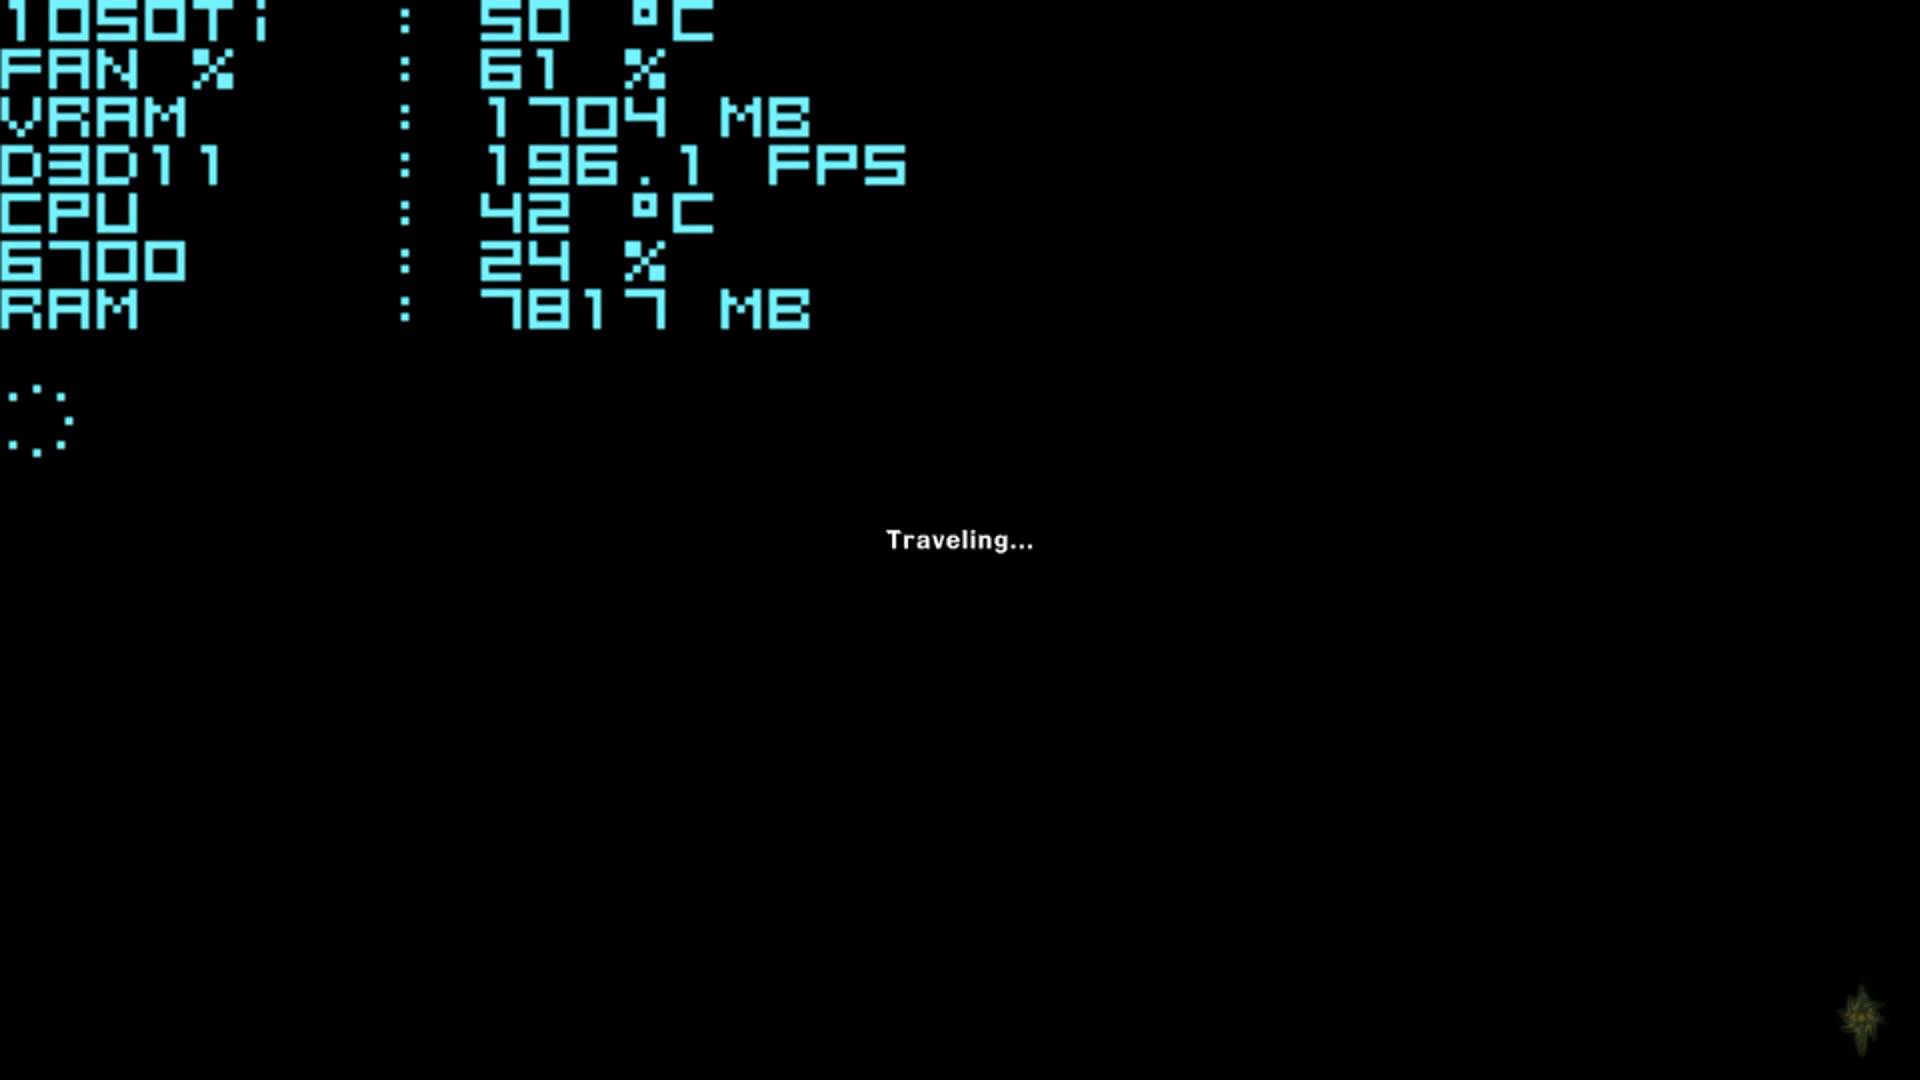 1050Ti : 50 °C
FAN % : 61 %
VRAM : 1704 MB
D3D11 : 196.1 FPS
CPU : 42 °C
6700 : 24 %
RAM : 7817 MB
Traveling...